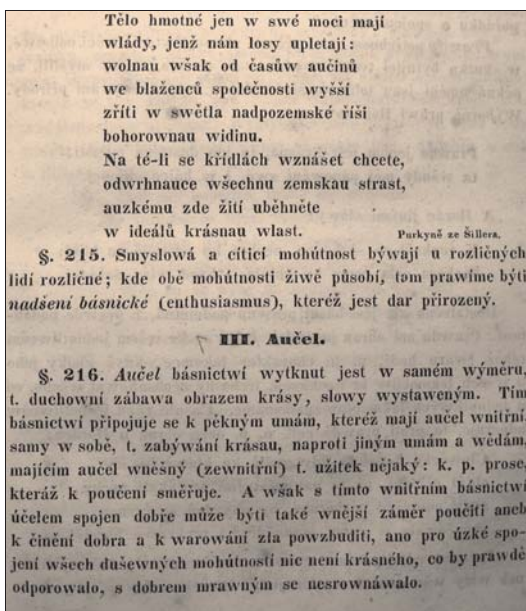 Tělo hmotné jen w swé moci mají
wlády, jenž nám losy upletají:
wolnau wšak od časůw aučinů
we blaženců společnosti wyšší
zříti w swětla nadpozemské říši
bohorownau widinu.
Na té-li se křídlách wznášet chcete,
odwrhnauce wšechnu zemskau strast,
auzkému zde žití uběhněte
w ideálů krásnau wlast.
Purkyně ze Šillera.
§. 215. Smyslowá a cíticí mohútnost býwají u rozličných
lidí rozličné; kde obě mohútnosti žiwě působí, tam prawíme býti
nadšení básnické (enthusiasmus), kteréž jest dar přirozený.
III. Aučel.
§. 216. Aučel básnictwí wytknut jest w samém wýměru,
t. duchowní zábawa obrazem krásy, slowy wystaweným. Tím
básnictwí připojuje se k pěkným umám, kteréž mají aučel wnitřní
samy w sobě, t. zabýwání krásau, naproti jiným umám a wědám,
majícím aučel wněšný (zewnitřní) t. užitek nějaký: k. p. prose,
kteráž k poučení směřuje. A wšak s tímto wnitřním básnictwí
účelem spojen dobře může býti také wnější záměr poučiti aneb
k činění dobra a k warowání zla powzbuditi, ano pro úzké spo-
jení wšech dušewných mohútností nic není krásného, co by prawdě
odporowalo, s dobrem mrawným se nesrownáwalo.